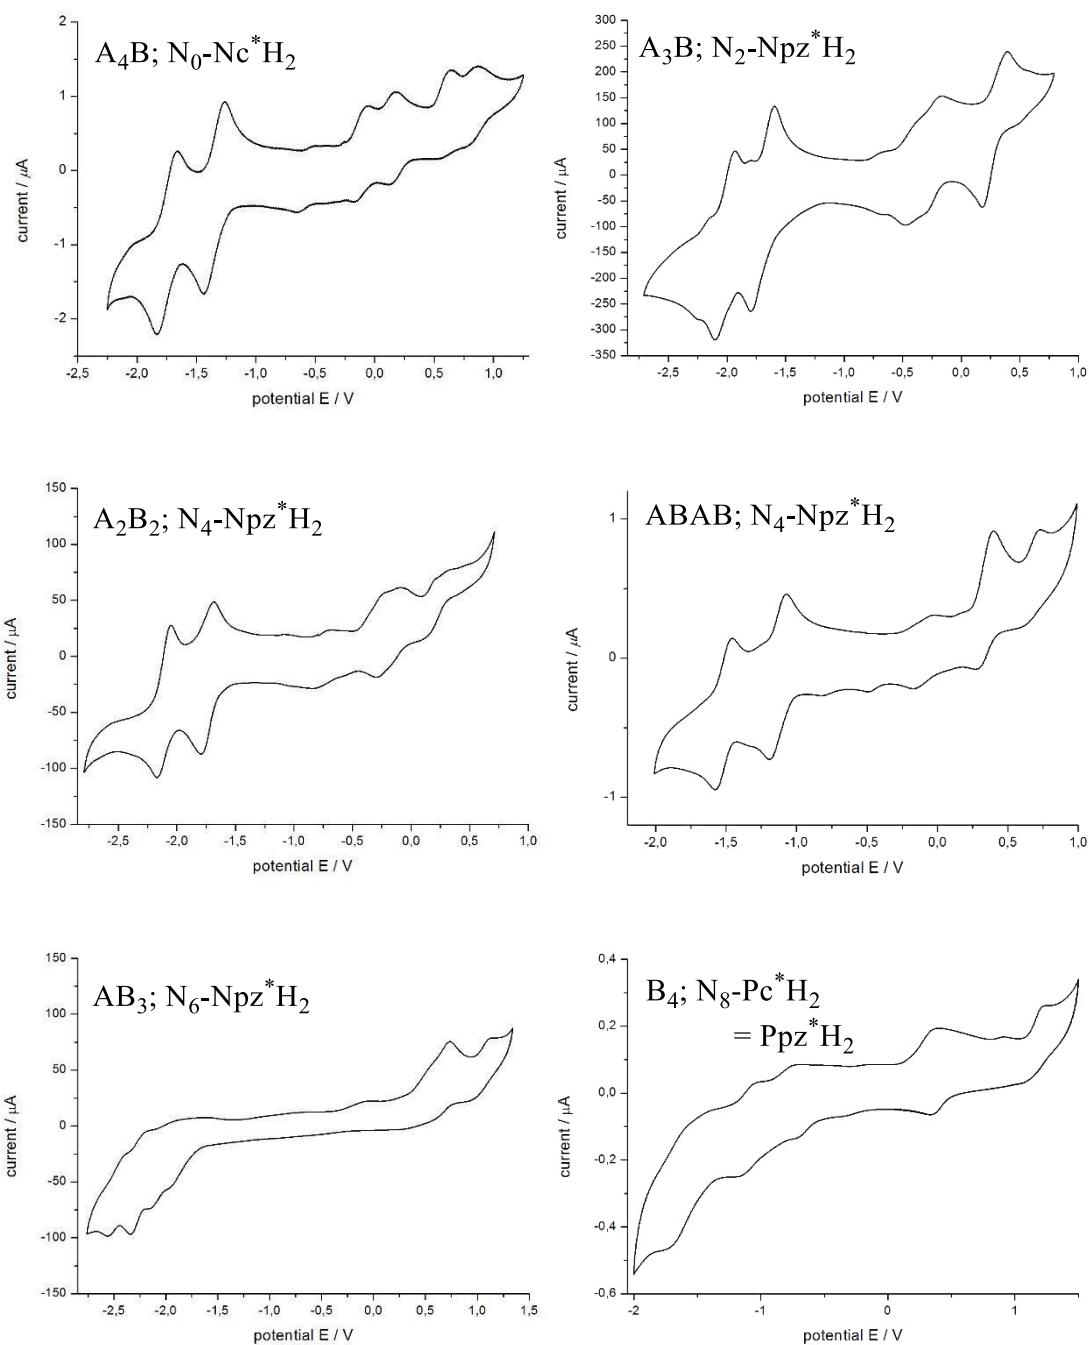 A4B; N0-Nc*H2
2
1
0
-1
-2
current / µA
-2,5 -2,0 -1,5 -1,0 -0,5 0,0 0,5 1,0
potential E / V
A3B; N2-Npz*H2
300
250
200
150
100
50
0
-50
-100
-150
-200
-250
-300
-350
current / µA
-2,5 -2,0 -1,5 -1,0 -0,5 0,0 0,5 1,0
potential E / V
A2B2; N4-Npz*H2
150
100
50
0
-50
-100
-150
current / µA
-2,5 -2,0 -1,5 -1,0 -0,5 0,0 0,5 1,0
potential E / V
ABAB; N4-Npz*H2
1
0
-1
current / µA
-2,0 -1,5 -1,0 -0,5 0,0 0,5 1,0
potential E / V
AB3; N6-Npz*H2
150
100
50
0
-50
-100
-150
current / µA
-2,5 -2,0 -1,5 -1,0 -0,5 0,0 0,5 1,0 1,5
potential E / V
B4; N8-Pc*H2
= Ppz*H2
0,4
0,2
0,0
-0,2
-0,4
-0,6
current / µA
-2 -1 0 1
potential E / V